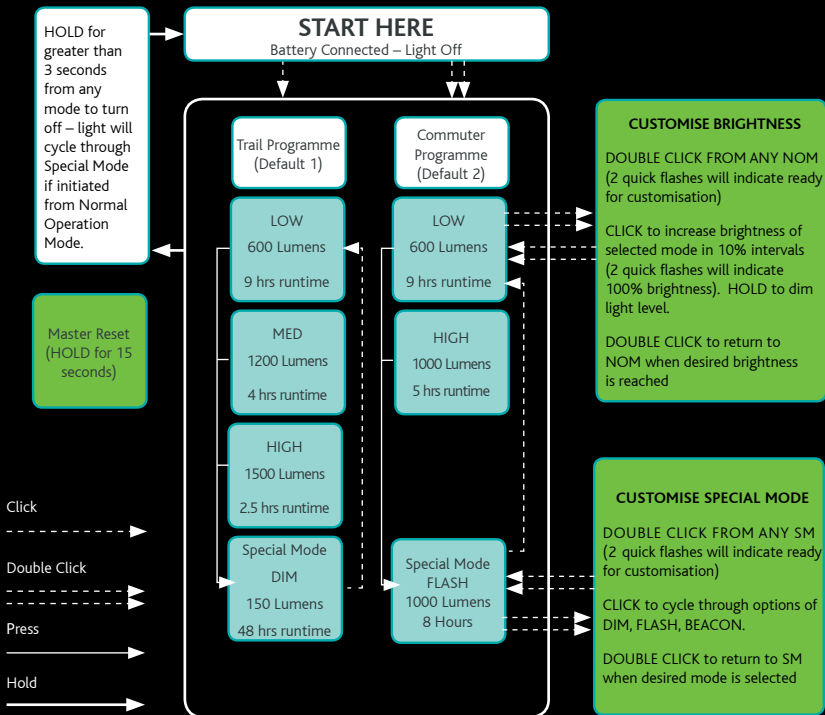 HOLD for
greater than
3 seconds
from any
mode to turn
off – light will
cycle through
Special Mode
if initiated
from Normal
Operation
Mode.
START HERE
Battery Connected – Light Off
Master Reset
(HOLD for 15
seconds)
Trail Programme
(Default 1)
LOW
600 Lumens
9 hrs runtime
MED
1200 Lumens
4 hrs runtime
HIGH
1500 Lumens
2.5 hrs runtime
Special Mode
DIM
150 Lumens
48 hrs runtime
Commuter
Programme
(Default 2)
LOW
600 Lumens
9 hrs runtime
HIGH
1000 Lumens
5 hrs runtime
Special Mode
FLASH
1000 Lumens
8 Hours
CUSTOMISE BRIGHTNESS
DOUBLE CLICK FROM ANY NOM
(2 quick flashes will indicate ready
for customisation)
CLICK to increase brightness of
selected mode in 10% intervals
(2 quick flashes will indicate
100% brightness). HOLD to dim
light level.
DOUBLE CLICK to return to
NOM when desired brightness
is reached
CUSTOMISE SPECIAL MODE
DOUBLE CLICK FROM ANY SM
(2 quick flashes will indicate ready
for customisation)
CLICK to cycle through options of
DIM, FLASH, BEACON.
DOUBLE CLICK to return to SM
when desired mode is selected
Click
Double Click
Press
Hold